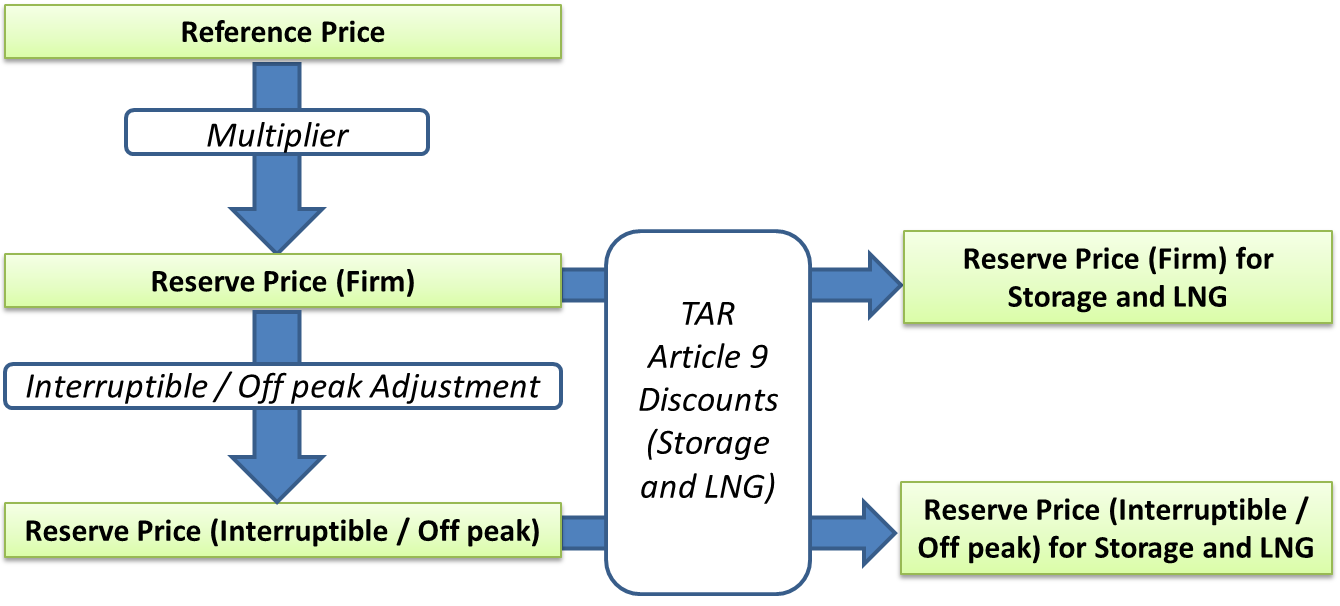 Reference Price
Multiplier
Reserve Price (Firm)
Interruptible / Off peak Adjustment
Reserve Price (Interruptible / Off peak)
TAR
Article 9
Discounts
(Storage
and LNG)
Reserve Price (Firm) for
Storage and LNG
Reserve Price (Interruptible /
Off peak) for Storage and LNG